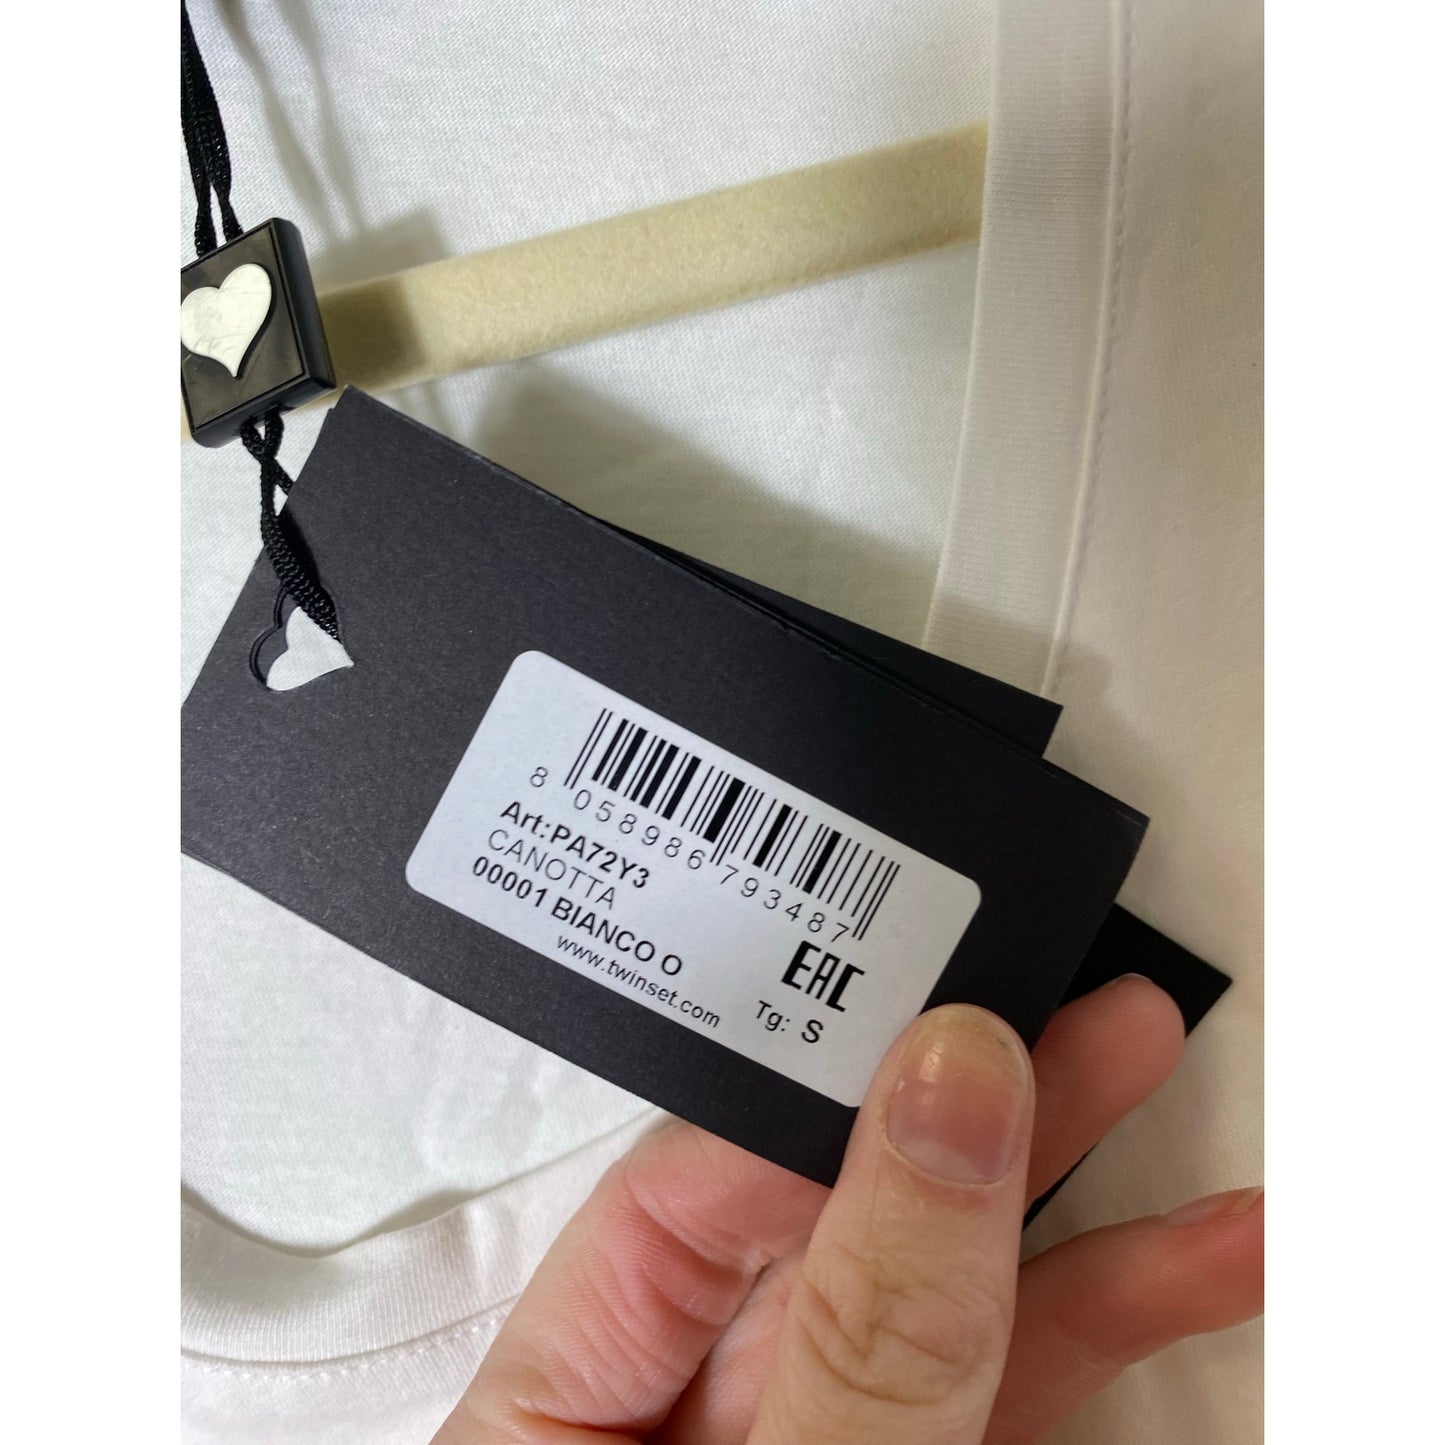 8 058986 793487
Art:PA72Y3
CANOTTA
00001 BIANCO O
www.twinset.com
EAC
Tg: S